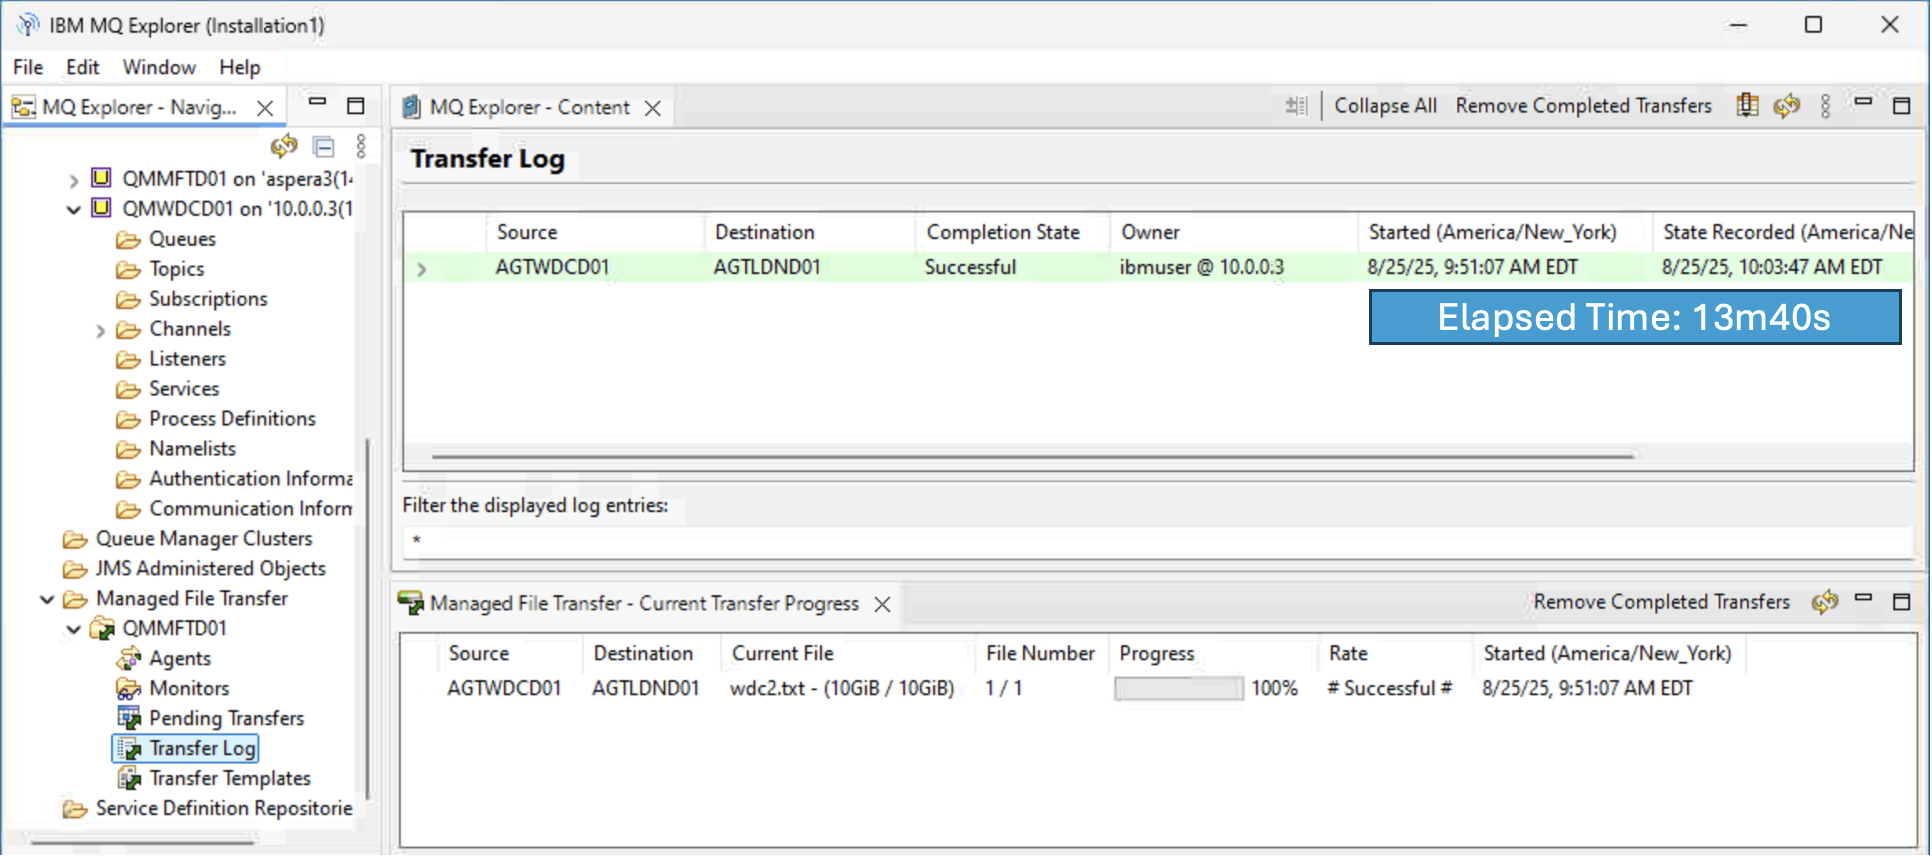 IBM MQ Explorer (Installation1)
File Edit Window Help
MQ Explorer - Navig...
QMMFTD01 on 'aspera3(14
QMWDCD01 on '10.0.0.3(1
Queues
Topics
Subscriptions
Channels
Listeners
Services
Process Definitions
Namelists
Authentication Informa
Communication Inform
Queue Manager Clusters
JMS Administered Objects
Managed File Transfer
QMMFTD01
Agents
Monitors
Pending Transfers
Transfer Log
Transfer Templates
Service Definition Repositorie
MQ Explorer - Content
Collapse All Remove Completed Transfers
Transfer Log
Source Destination Completion State Owner Started (America/New_York) State Recorded (America/Ne
AGTWDCD01 AGTLDND01 Successful ibmuser @ 10.0.0.3 8/25/25, 9:51:07 AM EDT 8/25/25, 10:03:47 AM EDT
Elapsed Time: 13m40s
Filter the displayed log entries:
*
Managed File Transfer - Current Transfer Progress
Remove Completed Transfers
Source Destination Current File File Number Progress Rate Started (America/New_York)
AGTWDCD01 AGTLDND01 wdc2.txt - (10GiB / 10GiB) 1 / 1 100% # Successful # 8/25/25, 9:51:07 AM EDT